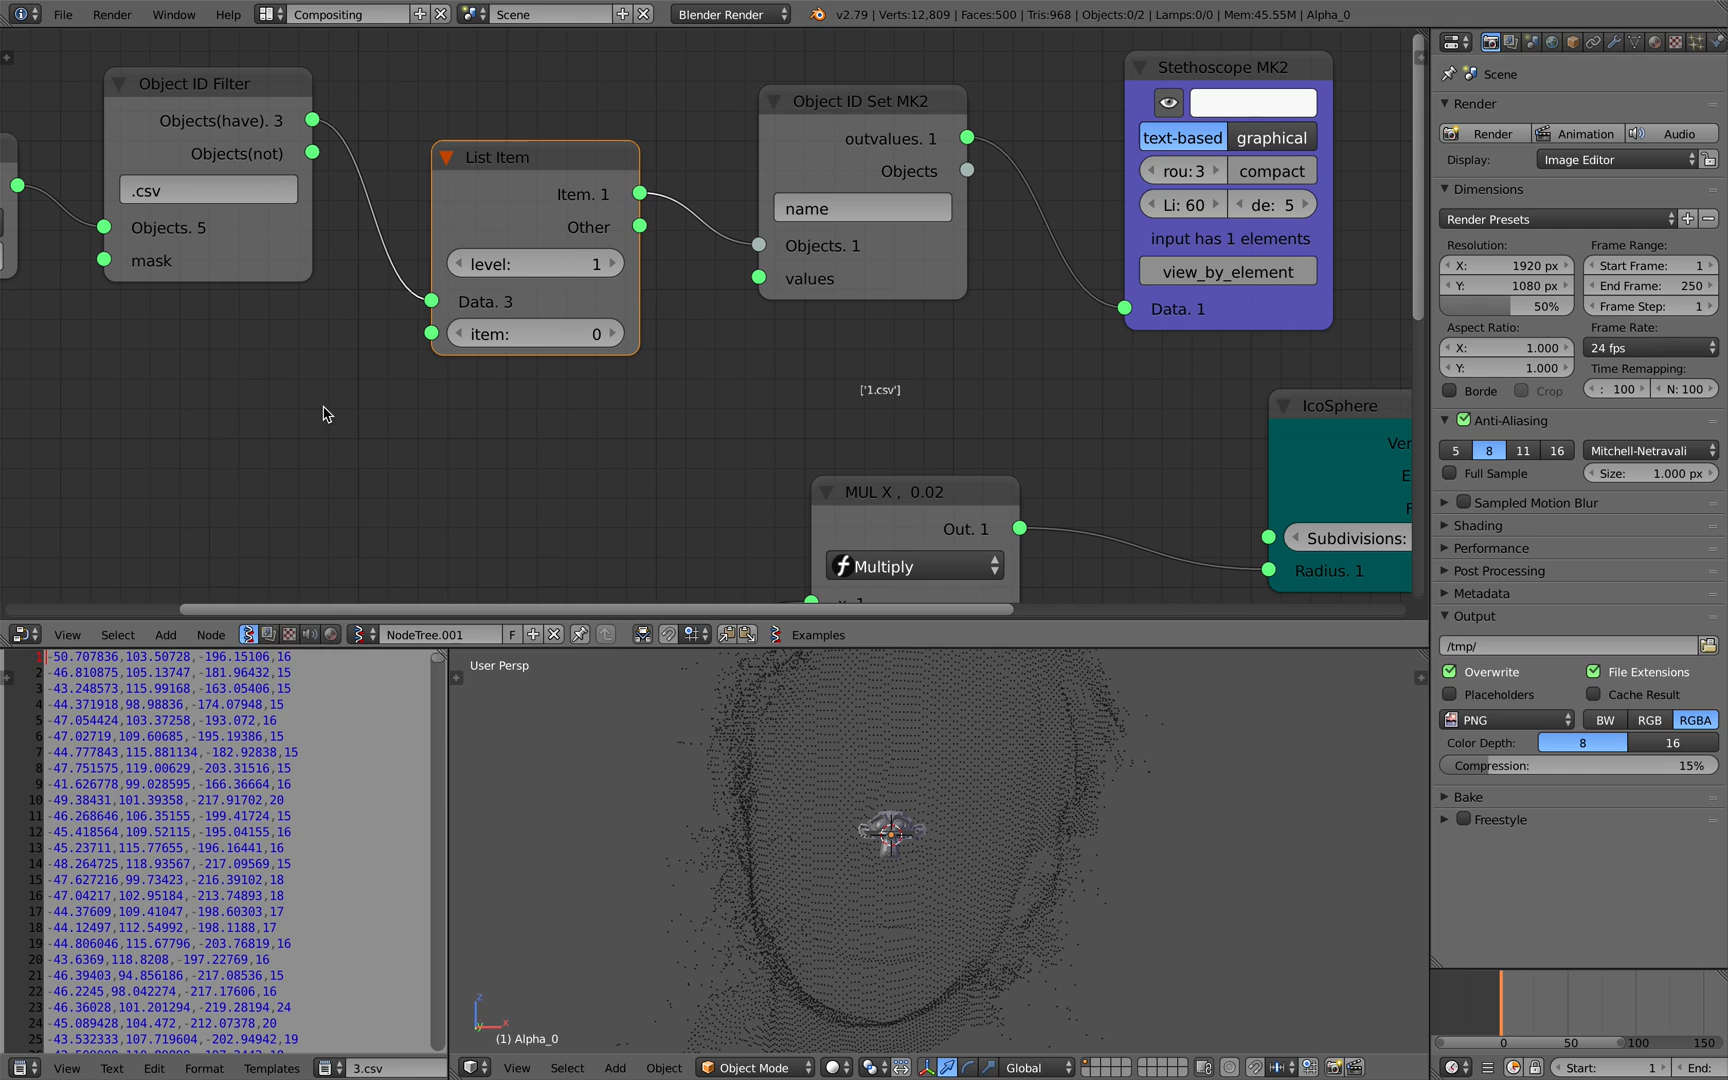 File Render Window Help Compositing Scene Blender Render v2.79 | Verts:12,809 | Faces:500 | Tris:968 | Objects:0/2 | Lamps:0/0 | Mem:45.55M | Alpha_0
Object ID Filter
Objects(have). 3
Objects(not)
.csv
Objects. 5
mask
List Item
Item. 1
Other
level: 1
Data. 3
item: 0
Object ID Set MK2
outvalues. 1
Objects
name
Objects. 1
values
Stethoscope MK2
text-based graphical
rou: 3 compact
Li: 60 de: 5
input has 1 elements
view_by_element
Data. 1
['1.csv']
MUL X , 0.02
Out. 1
Multiply
IcoSphere
Ver
E
Subdivisions:
Radius. 1
View Select Add Node NodeTree.001 F Examples
1 -50.707836,103.50728,-196.15106,16
2 -46.810875,105.13747,-181.96432,15
3 -43.248573,115.99168,-163.05406,15
4 -44.371918,98.98836,-174.07948,15
5 -47.054424,103.37258,-193.072,16
6 -47.02719,109.60685,-195.19386,15
7 -44.777843,115.881134,-182.92838,15
8 -47.751575,119.00629,-203.31516,15
9 -41.626778,99.028595,-166.36664,16
10 -49.38431,101.39358,-217.91702,20
11 -46.268646,106.35155,-199.41724,15
12 -45.418564,109.52115,-195.04155,16
13 -45.23711,115.77655,-196.16441,16
14 -48.264725,118.93567,-217.09569,15
15 -47.627216,99.73423,-216.39102,18
16 -47.04217,102.95184,-213.74893,18
17 -44.37609,109.41047,-198.60303,17
18 -44.12497,112.54992,-198.1188,17
19 -44.806046,115.67796,-203.76819,16
20 -43.6369,118.8208,-197.22769,16
21 -46.39403,94.856186,-217.08536,15
22 -46.2245,98.042274,-217.17606,16
23 -46.36028,101.201294,-219.28194,24
24 -45.089428,104.472,-212.07378,20
25 -43.532333,107.719604,-202.94942,19
View Text Edit Format Templates 3.csv
User Persp
z
x
(1) Alpha_0
View Select Add Object Object Mode Global
Scene
Render
Render Animation Audio
Display: Image Editor
Dimensions
Render Presets
Resolution: Frame Range:
X: 1920 px Start Frame: 1
Y: 1080 px End Frame: 250
50% Frame Step: 1
Aspect Ratio: Frame Rate:
X: 1.000 24 fps
Y: 1.000 Time Remapping:
Borde Crop : 100 N: 100
Anti-Aliasing
5 8 11 16 Mitchell-Netravali
Full Sample Size: 1.000 px
Sampled Motion Blur
Shading
Performance
Post Processing
Metadata
Output
/tmp/
Overwrite File Extensions
Placeholders Cache Result
PNG BW RGB RGBA
Color Depth: 8 16
Compression: 15%
Bake
Freestyle
0 50 100 150
Start: 1 End: